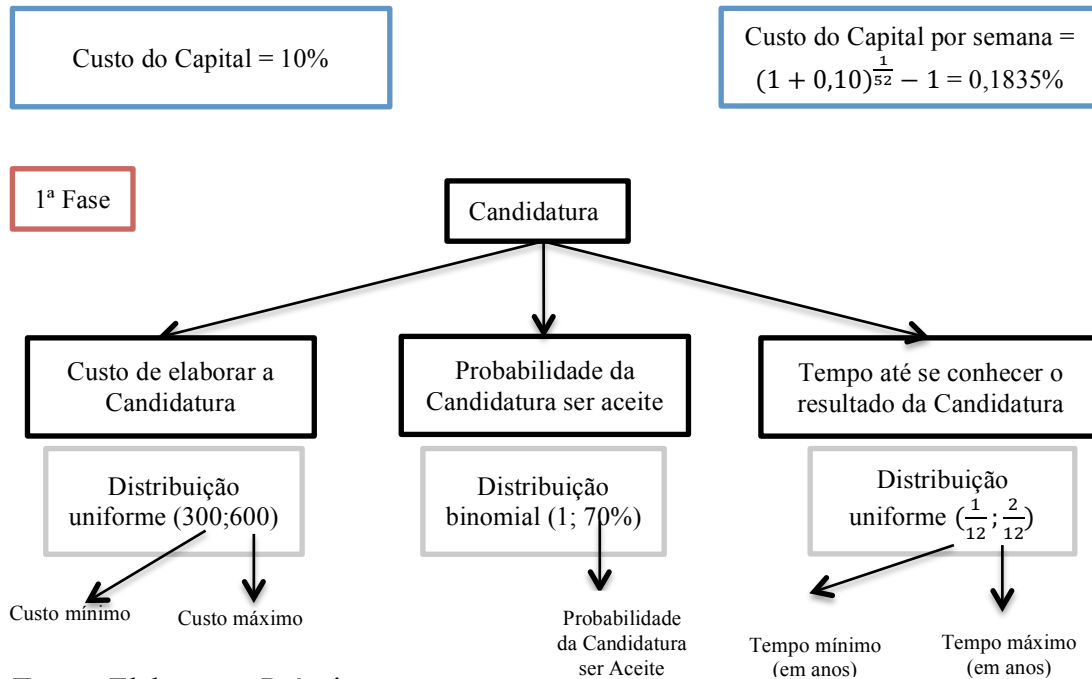 Custo do Capital = 10%
Custo do Capital por semana =
(1 + 0,10)^{\frac{1}{52}} − 1 = 0,1835%
1ª Fase
Candidatura
Custo de elaborar a
Candidatura
Probabilidade da
Candidatura ser aceite
Tempo até se conhecer o
resultado da Candidatura
Distribuição
uniforme (300;600)
Distribuição
binomial (1; 70%)
Distribuição
uniforme (\frac{1}{12};\frac{2}{12})
Custo mínimo
Custo máximo
Probabilidade
da Candidatura
ser Aceite
Tempo mínimo
(em anos)
Tempo máximo
(em anos)